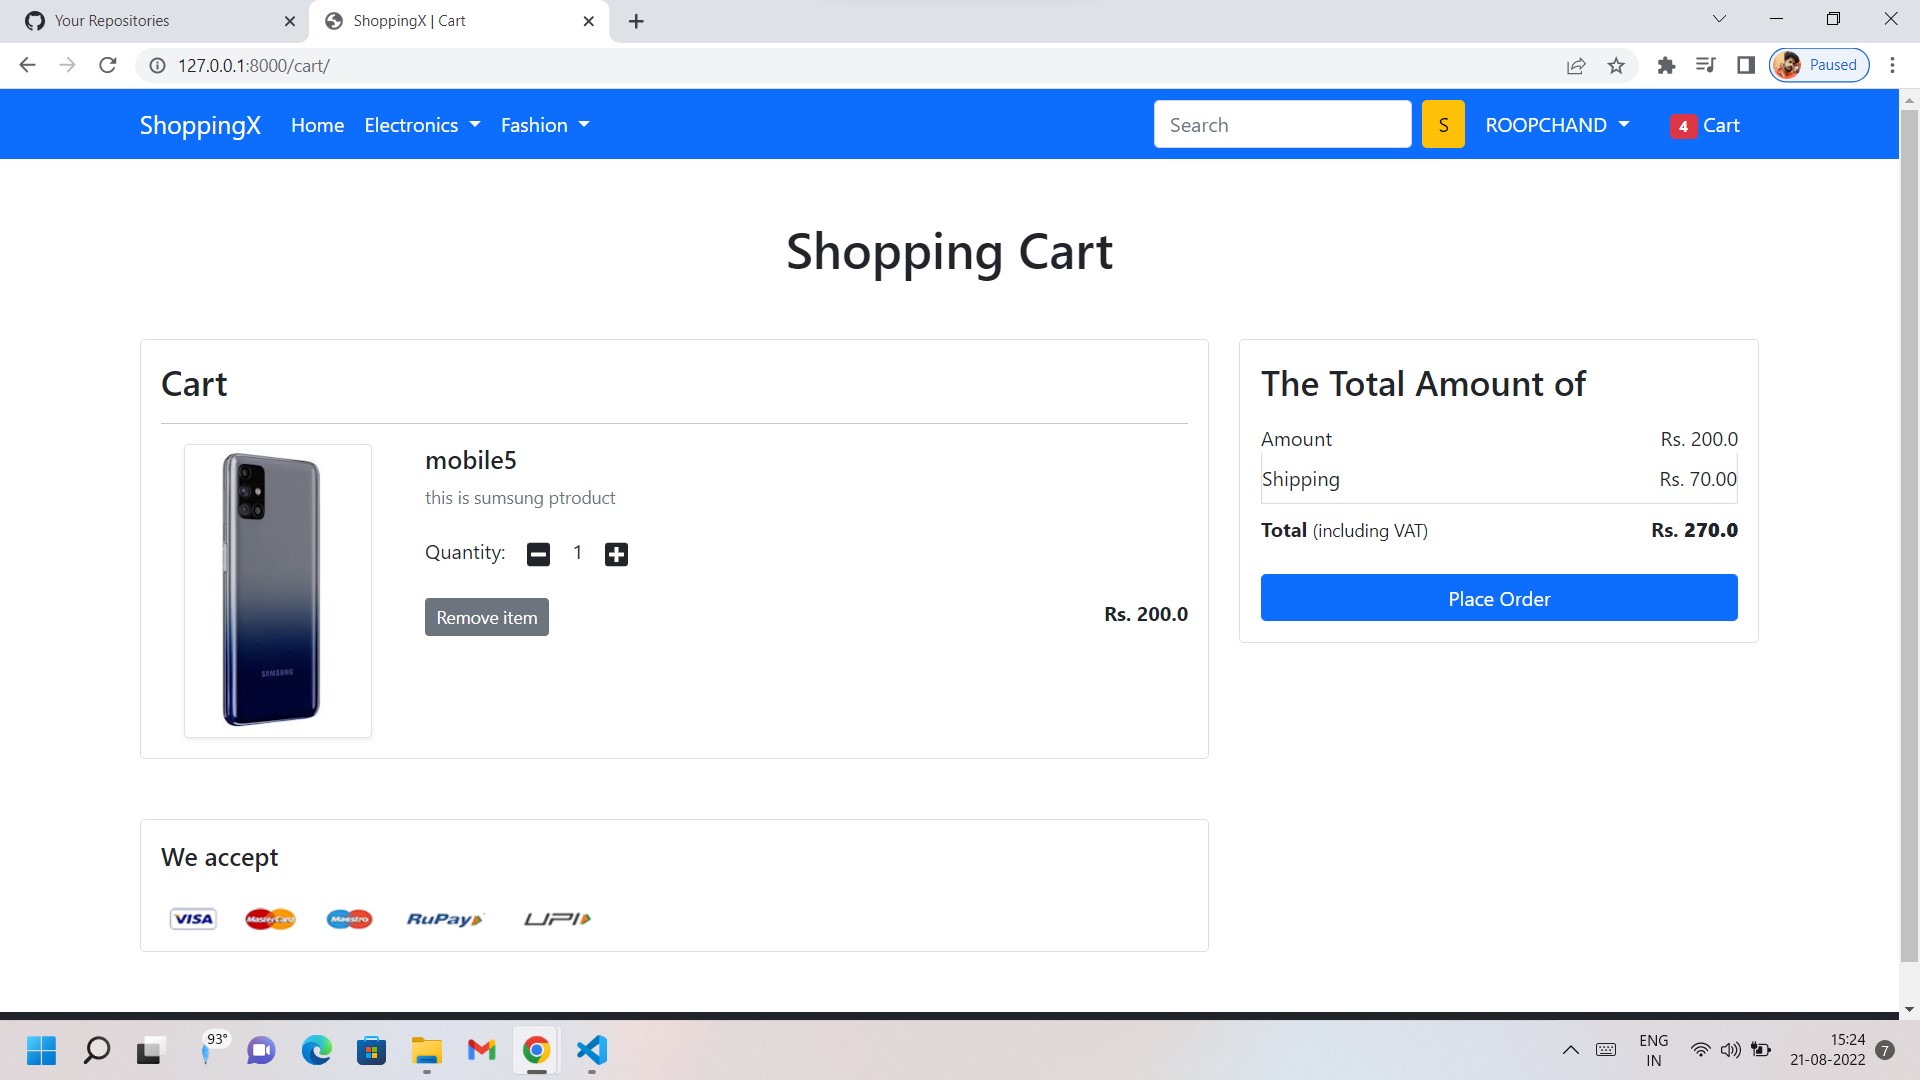 Your Repositories
ShoppingX | Cart
127.0.0.1:8000/cart/
Paused
ShoppingX Home Electronics Fashion Search S ROOPCHAND 4 Cart
Shopping Cart
Cart
mobile5
this is sumsung ptroduct
Quantity: 1
Remove item
Rs. 200.0
SAMSUNG
The Total Amount of
Amount Rs. 200.0
Shipping Rs. 70.00
Total (including VAT) Rs. 270.0
Place Order
We accept
VISA MasterCard Maestro RuPay UPI
93°
ENG
IN
15:24
21-08-2022
7